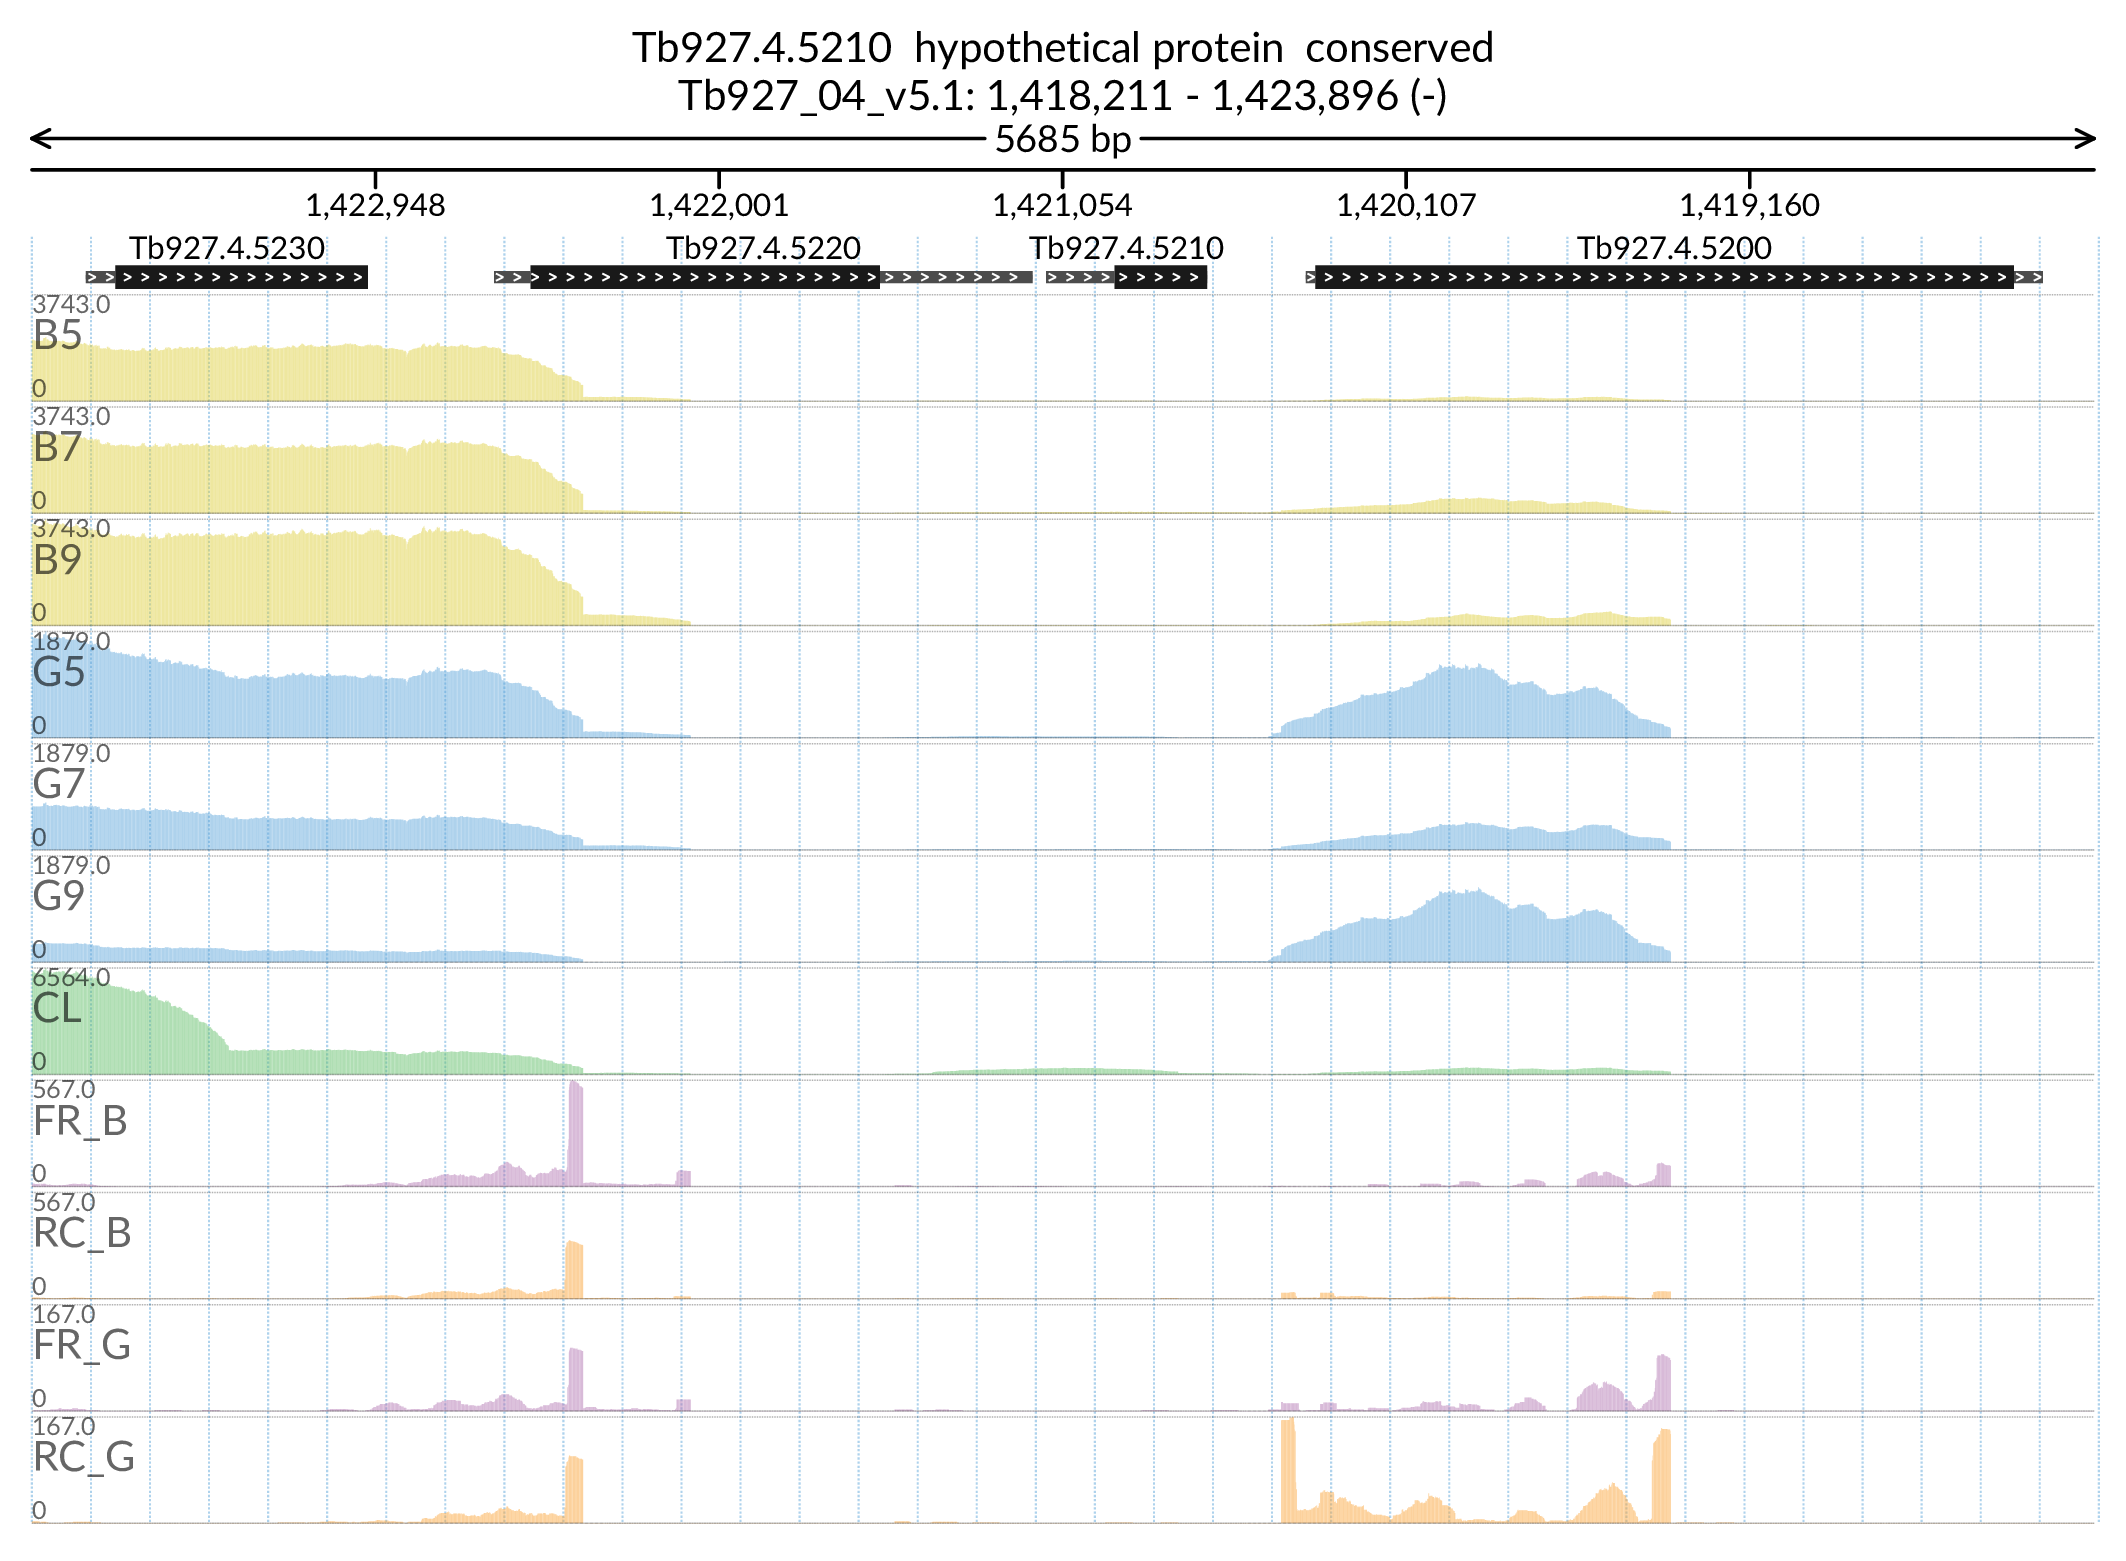 Tb927.4.5210  hypothetical protein  conserved
Tb927_04_v5.1: 1,418,211 - 1,423,896 (-)
5685 bp
1,422,948 1,422,001 1,421,054 1,420,107 1,419,160
Tb927.4.5230 Tb927.4.5220 Tb927.4.5210 Tb927.4.5200
3743.0
B5
0
3743.0
B7
0
3743.0
B9
0
1879.0
G5
0
1879.0
G7
0
1879.0
G9
0
6564.0
CL
0
567.0
FR_B
0
567.0
RC_B
0
167.0
FR_G
0
167.0
RC_G
0